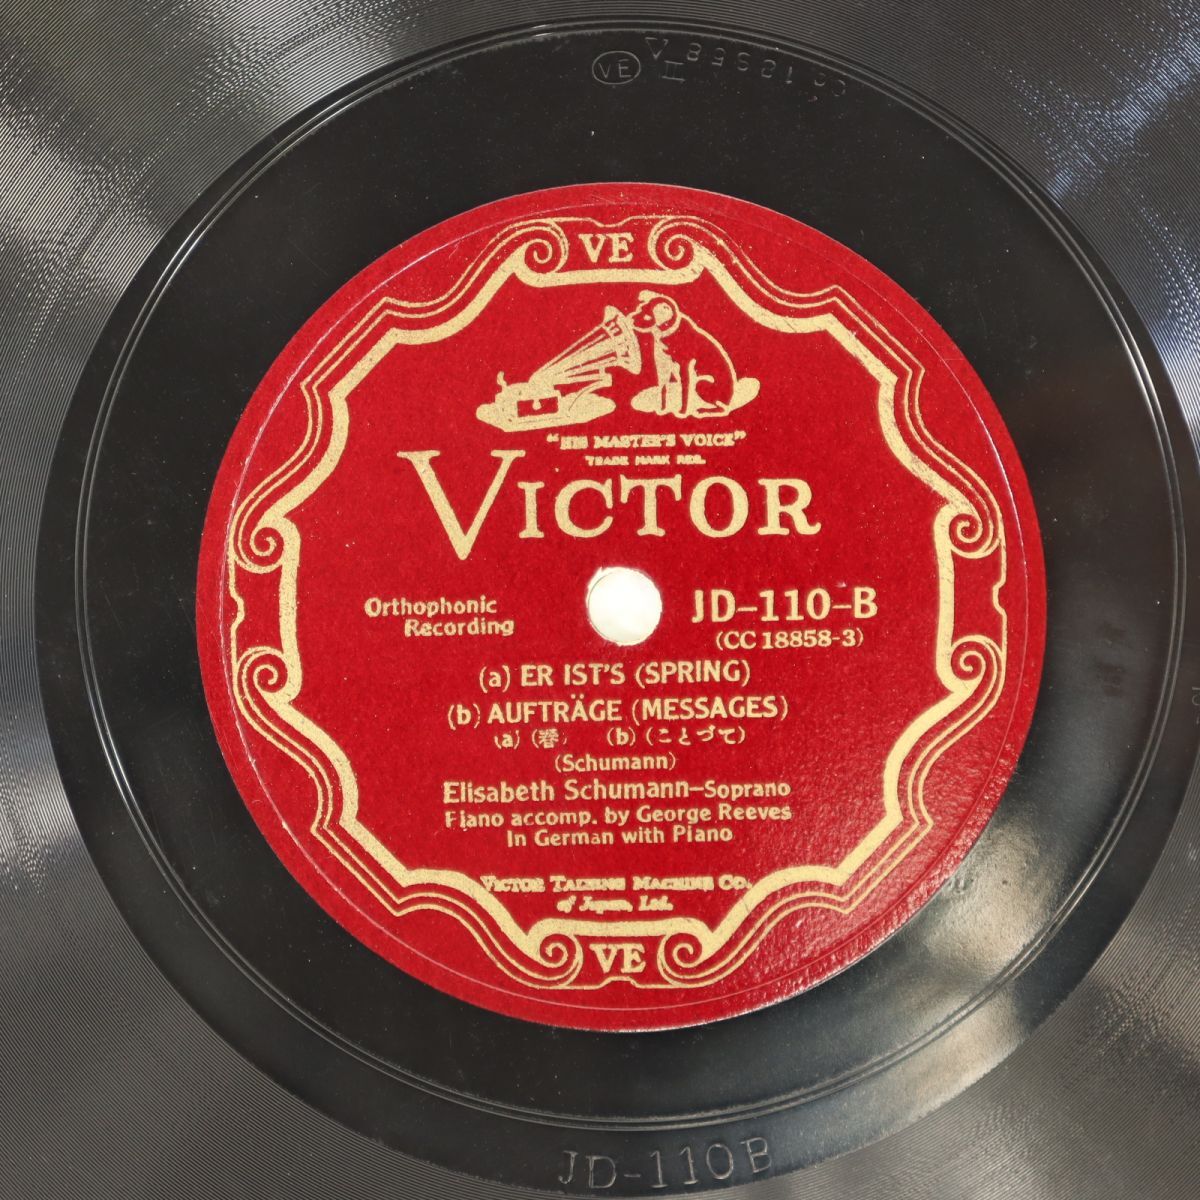 VE
"HIS MASTER'S VOICE"
TRADE MARK REG.
VICTOR
Orthophonic
Recording
JD-110-B
(CC 18858-3)
(a) ER IST'S (SPRING)
(b) AUFTRÄGE (MESSAGES)
(a) (春) (b) (ことづて)
(Schumann)
Elisabeth Schumann-Soprano
Piano accomp. by George Reeves
In German with Piano
VICTOR TALKING MACHINE CO.
of Japan, Ltd.
VE
JD-110B
VE